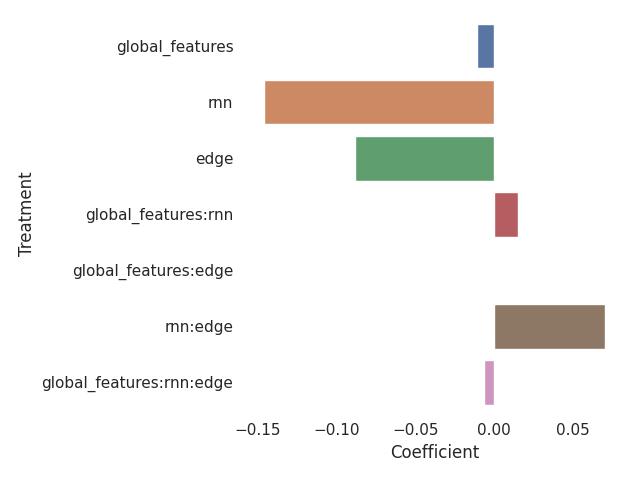 global_features
rnn
edge
global_features:rnn
global_features:edge
rnn:edge
global_features:rnn:edge
Treatment
−0.15 −0.10 −0.05 0.00 0.05
Coefficient